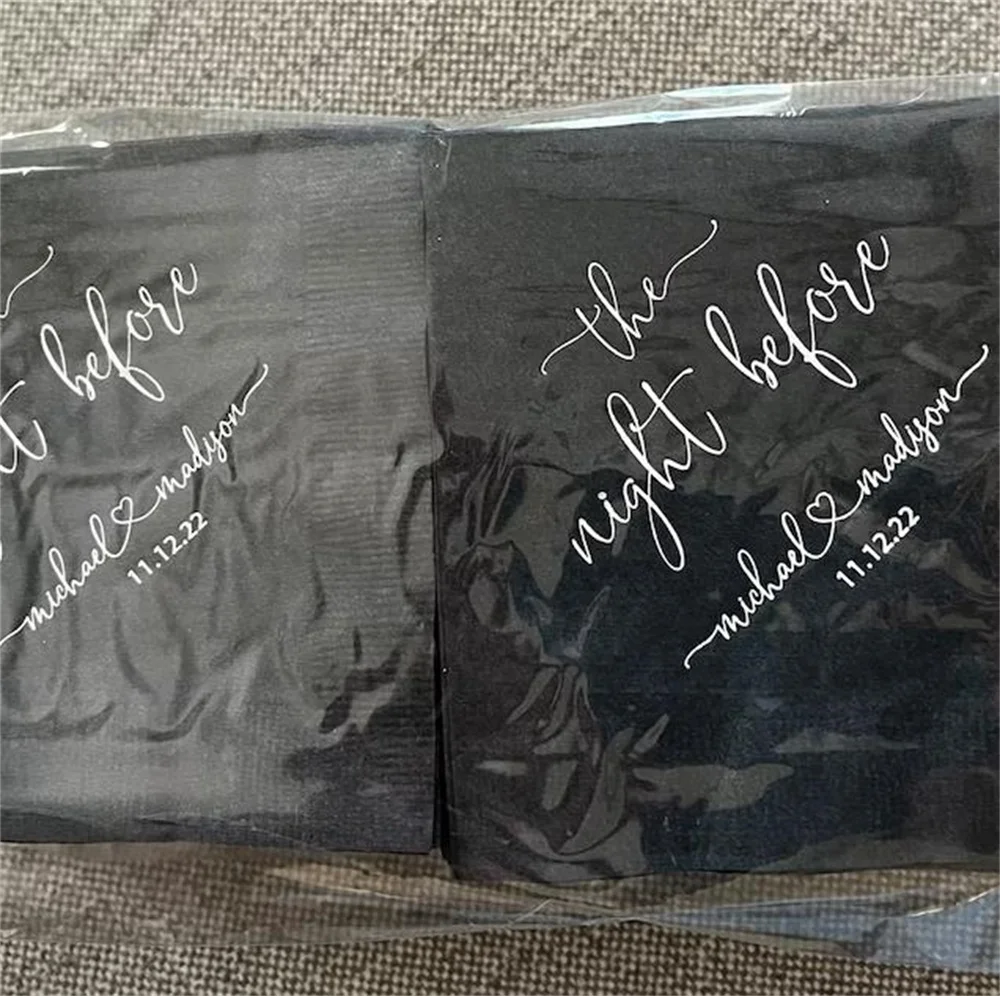 before
michael ♡ madyson
11.12.22
the
night before
michael ♡ madyson
11.12.22